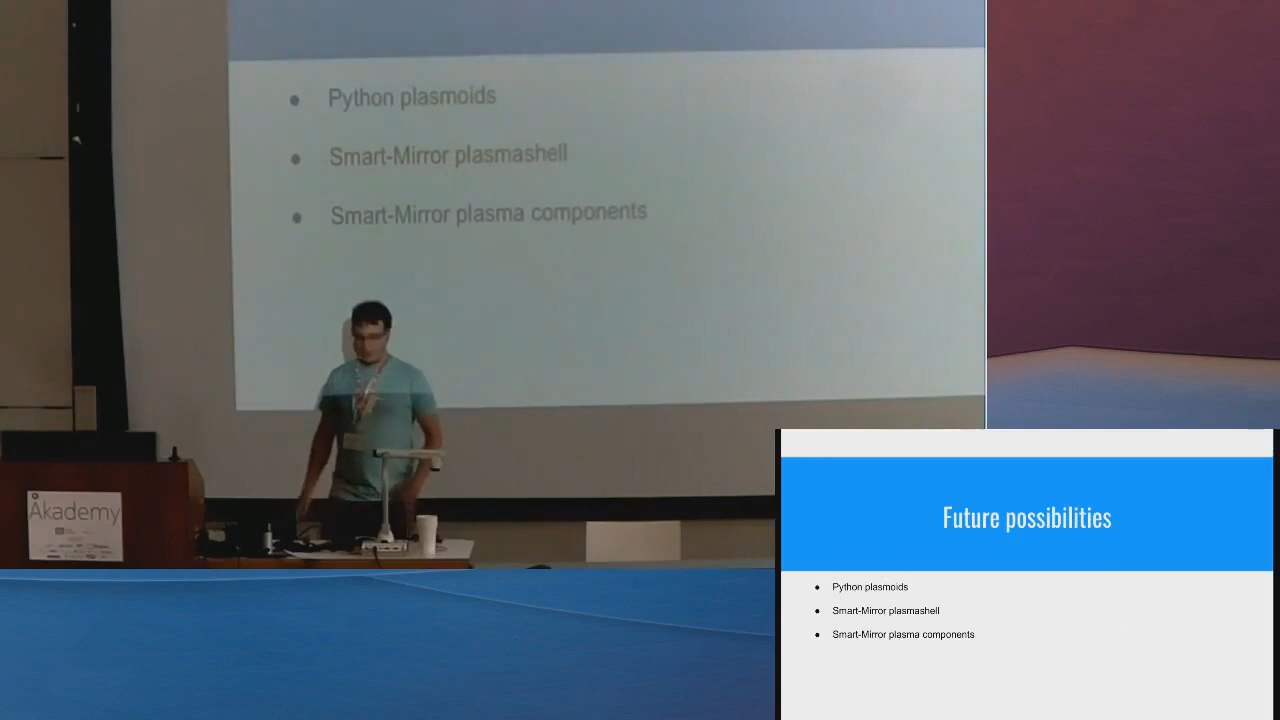 Python plasmoids
Smart-Mirror plasmashell
Smart-Mirror plasma components
Akademy
Future possibilities
Python plasmoids
Smart-Mirror plasmashell
Smart-Mirror plasma components